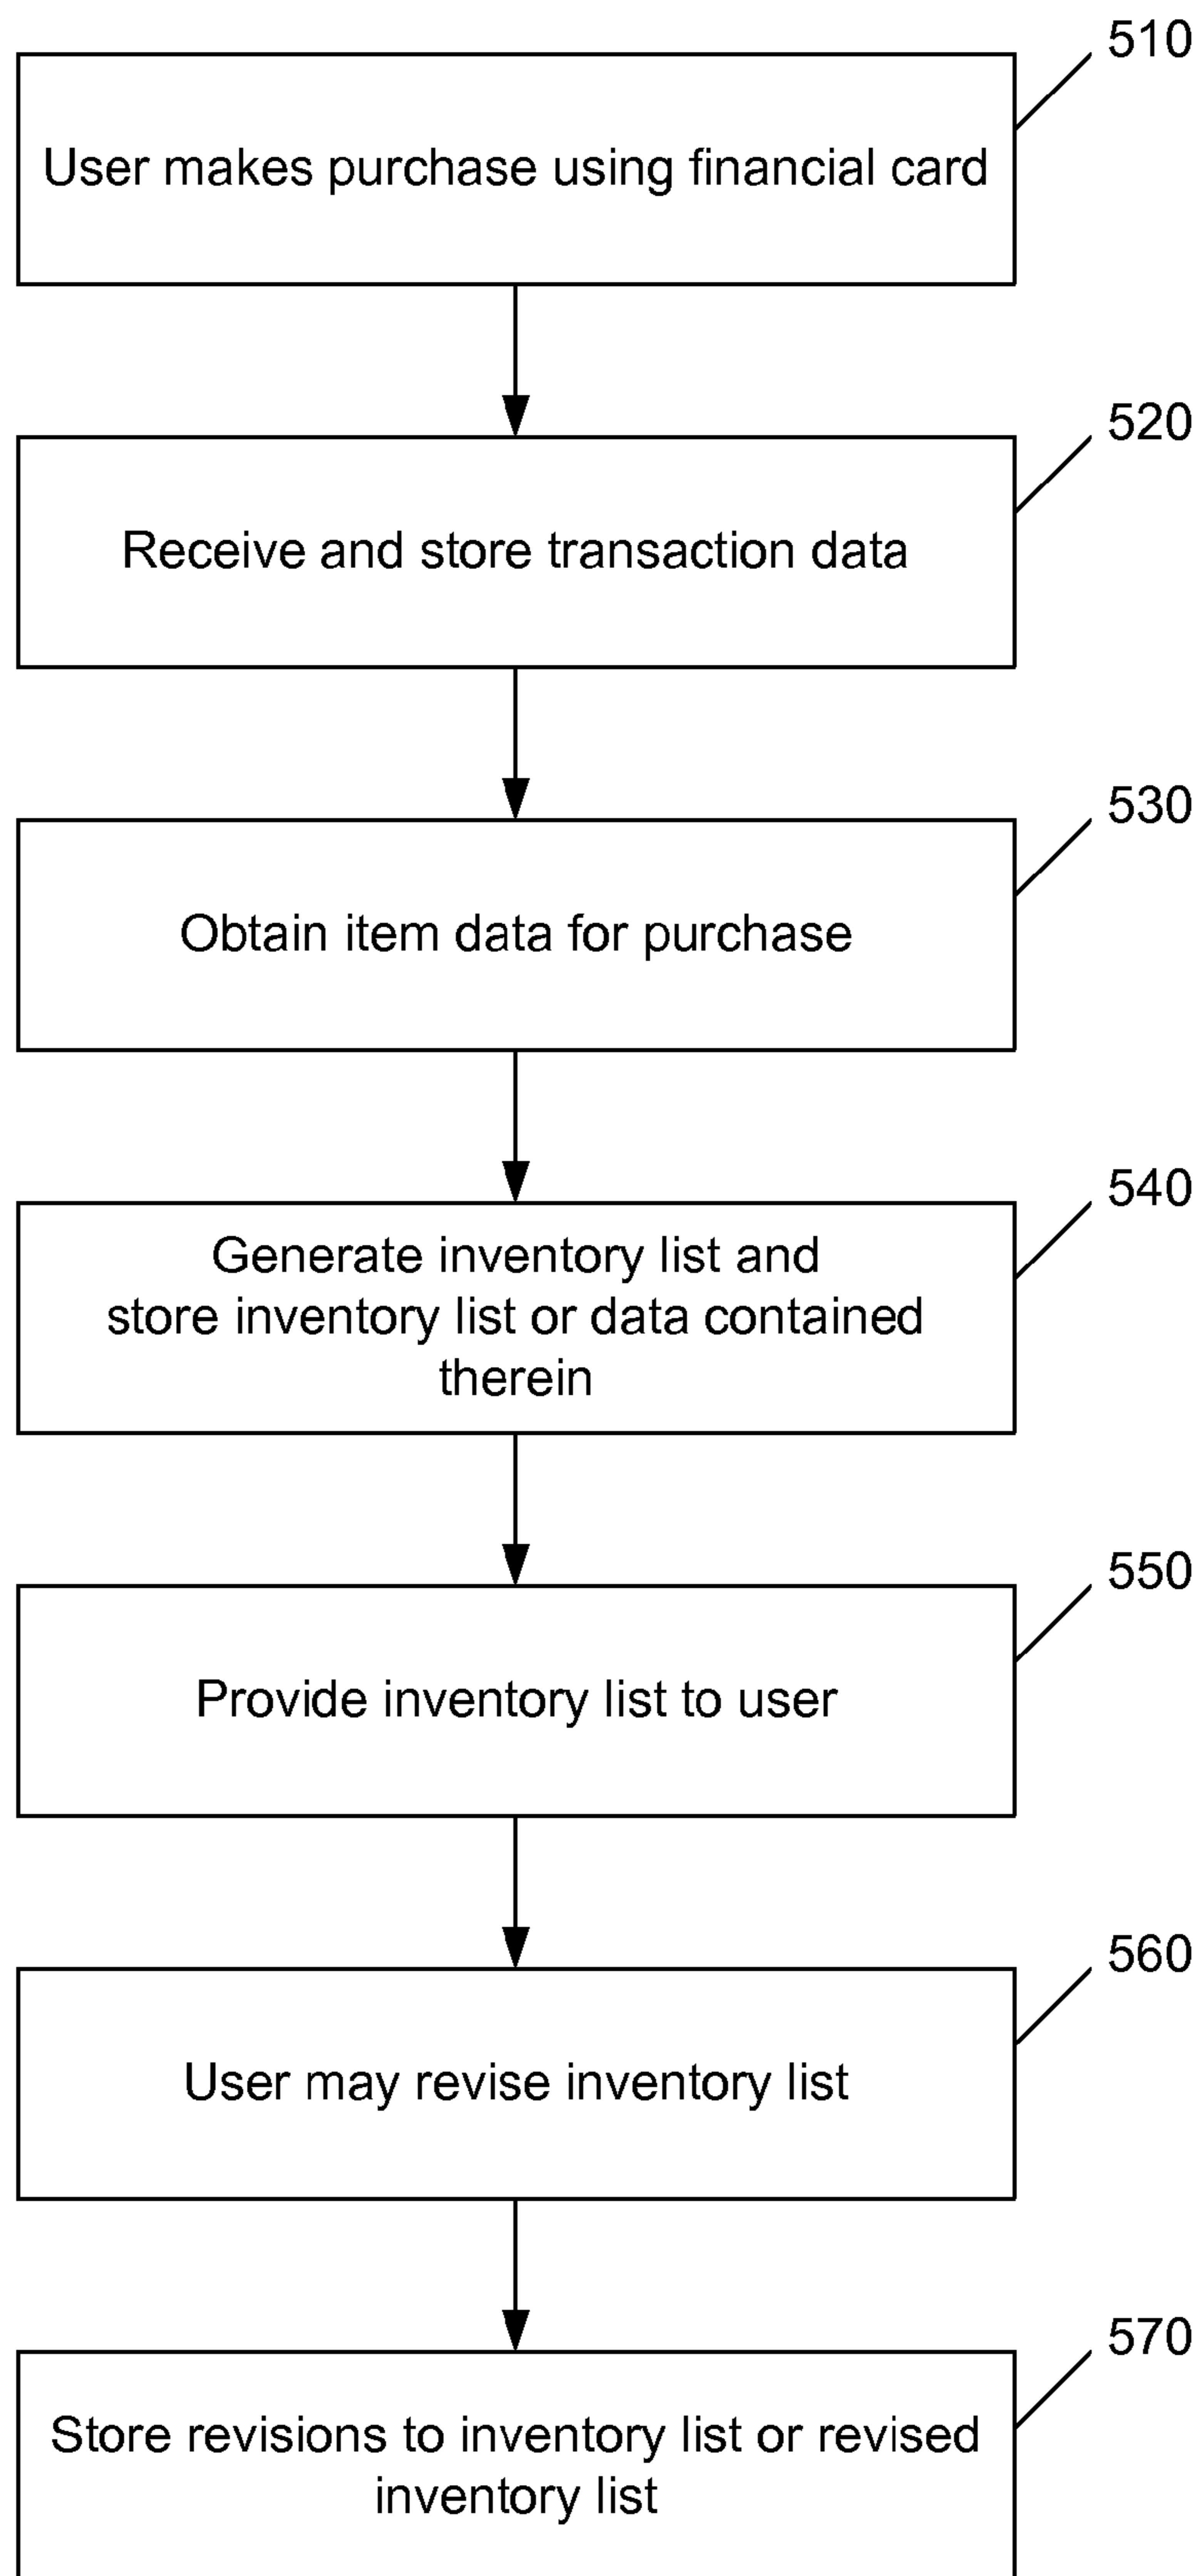 510
User makes purchase using financial card
520
Receive and store transaction data
530
Obtain item data for purchase
540
Generate inventory list and
store inventory list or data contained
therein
550
Provide inventory list to user
560
User may revise inventory list
570
Store revisions to inventory list or revised
inventory list